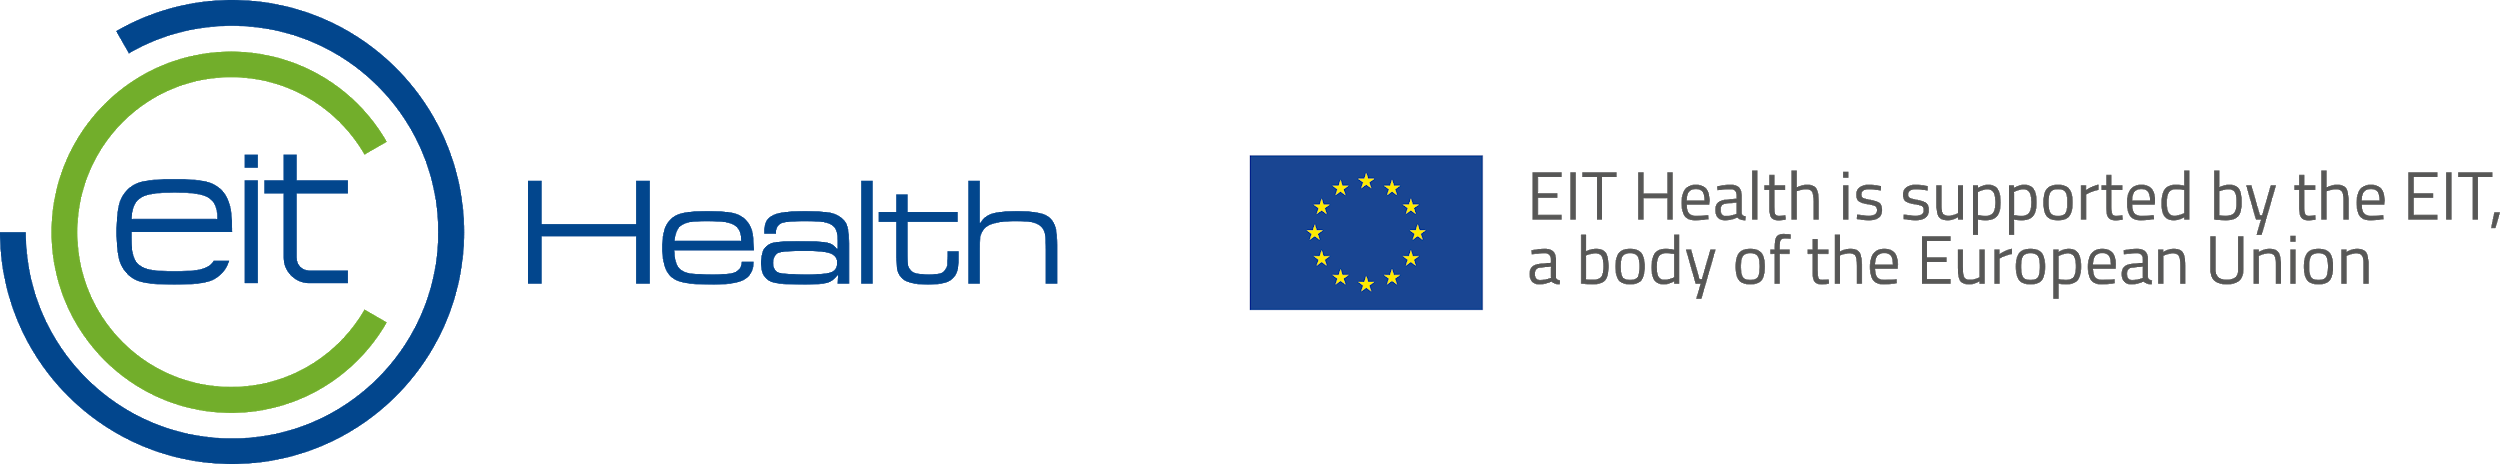 eit Health
EIT Health is supported by the EIT,
a body of the European Union